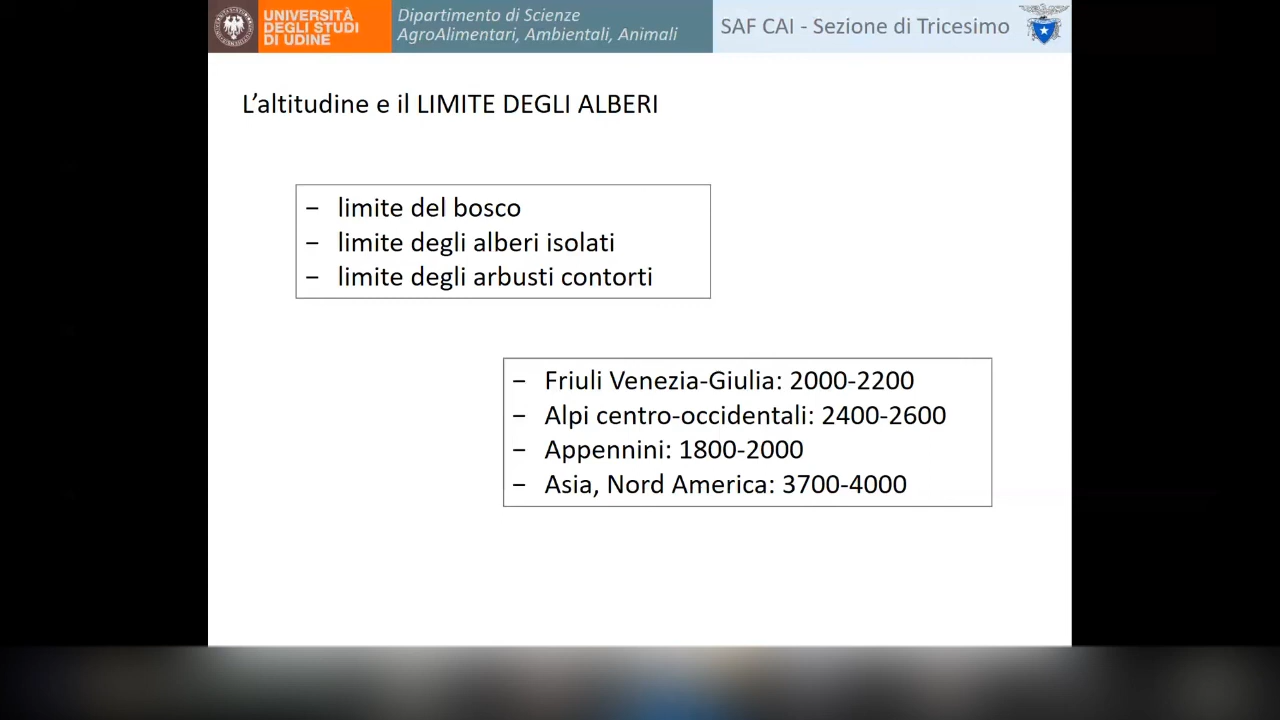 UNIVERSITÀ
DEGLI STUDI
DI UDINE
Dipartimento di Scienze
AgroAlimentari, Ambientali, Animali
SAF CAI - Sezione di Tricesimo
L’altitudine e il LIMITE DEGLI ALBERI
− limite del bosco
− limite degli alberi isolati
− limite degli arbusti contorti
− Friuli Venezia-Giulia: 2000-2200
− Alpi centro-occidentali: 2400-2600
− Appennini: 1800-2000
− Asia, Nord America: 3700-4000